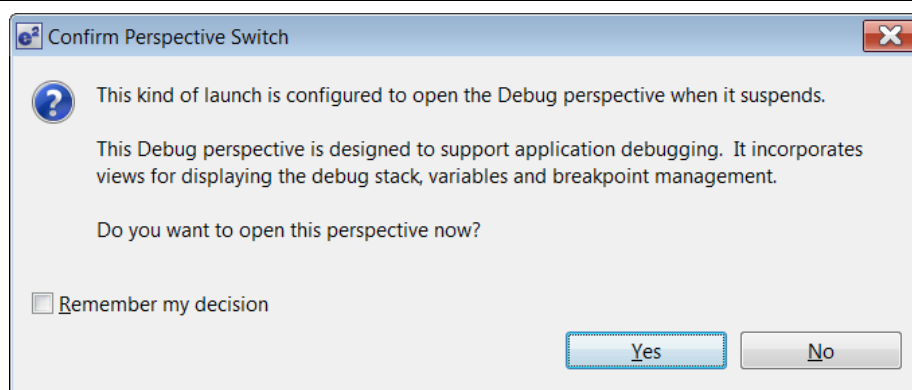 e² Confirm Perspective Switch
This kind of launch is configured to open the Debug perspective when it suspends.
This Debug perspective is designed to support application debugging. It incorporates
views for displaying the debug stack, variables and breakpoint management.
Do you want to open this perspective now?
Remember my decision
Yes No